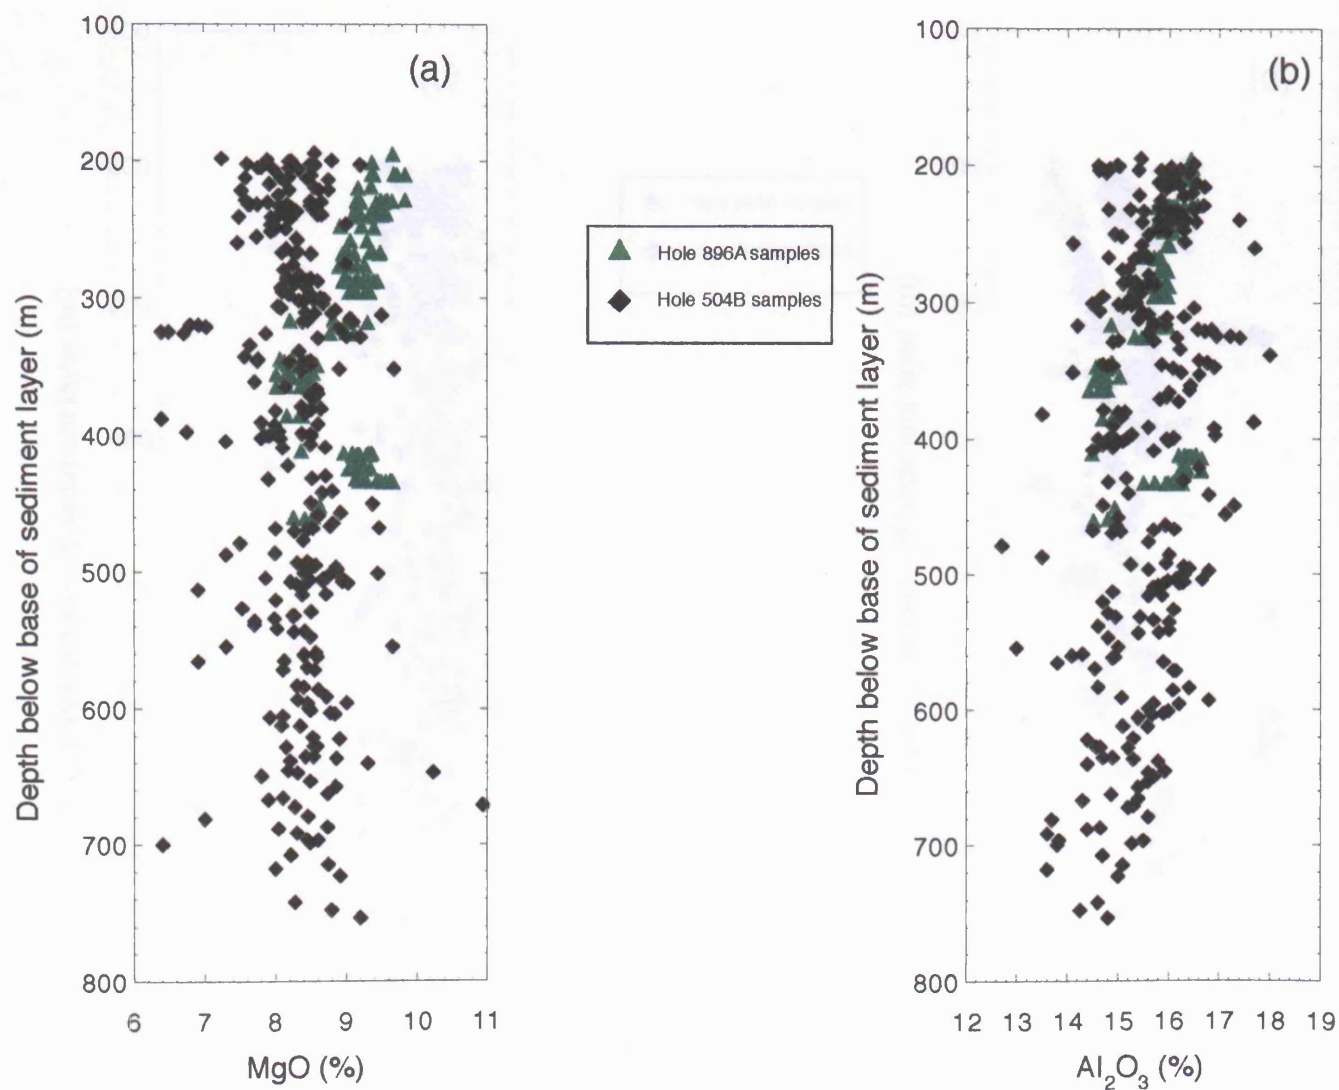 (a)
100
200
300
400
500
600
700
800
6 7 8 9 10 11
MgO (%)
Depth below base of sediment layer (m)
Hole 896A samples
Hole 504B samples
(b)
100
200
300
400
500
600
700
800
12 13 14 15 16 17 18 19
Al₂O₃ (%)
Depth below base of sediment layer (m)